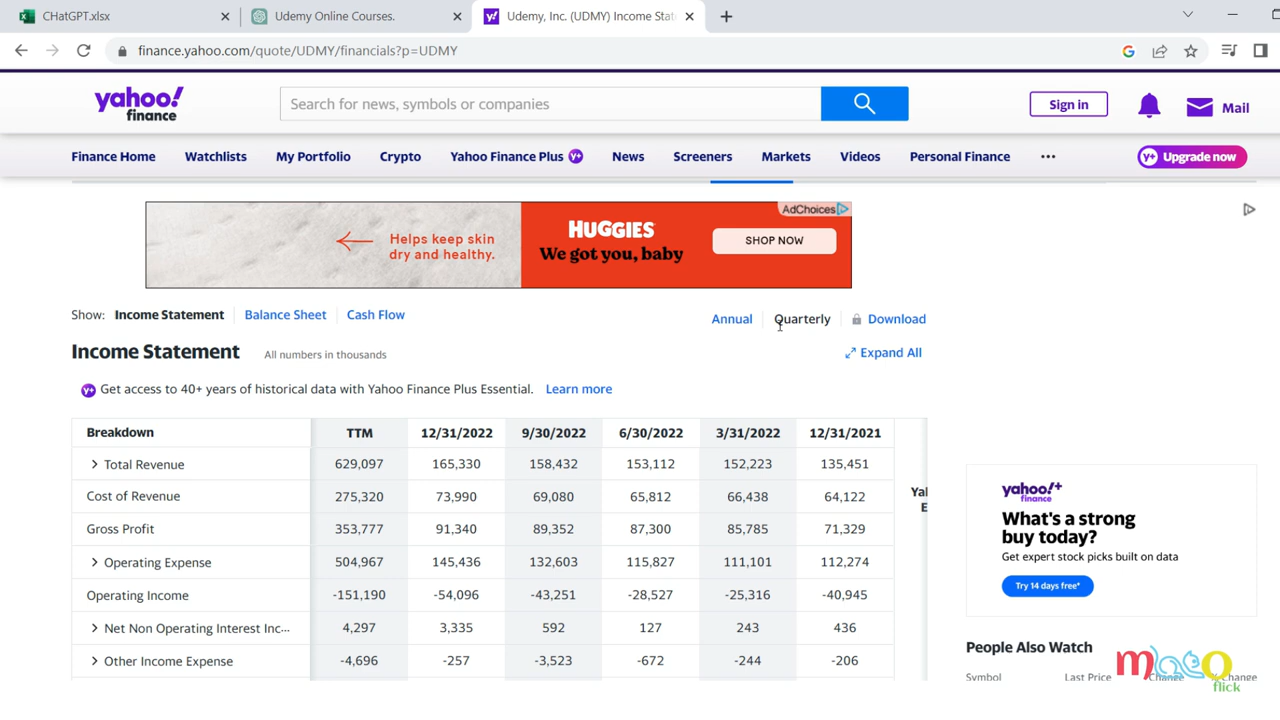 CHatGPT.xlsx
Udemy Online Courses.
Udemy, Inc. (UDMY) Income Stat
finance.yahoo.com/quote/UDMY/financials?p=UDMY
yahoo!
finance
Search for news, symbols or companies
Sign in
Mail
Finance Home Watchlists My Portfolio Crypto Yahoo Finance Plus News Screeners Markets Videos Personal Finance ... Upgrade now
AdChoices
Helps keep skin
dry and healthy.
HUGGIES
We got you, baby
SHOP NOW
Show: Income Statement Balance Sheet Cash Flow
Annual Quarterly Download
Income Statement All numbers in thousands
Expand All
Get access to 40+ years of historical data with Yahoo Finance Plus Essential. Learn more
Breakdown TTM 12/31/2022 9/30/2022 6/30/2022 3/31/2022 12/31/2021
Total Revenue 629,097 165,330 158,432 153,112 152,223 135,451
Cost of Revenue 275,320 73,990 69,080 65,812 66,438 64,122
Gross Profit 353,777 91,340 89,352 87,300 85,785 71,329
Operating Expense 504,967 145,436 132,603 115,827 111,101 112,274
Operating Income -151,190 -54,096 -43,251 -28,527 -25,316 -40,945
Net Non Operating Interest Inc... 4,297 3,335 592 127 243 436
Other Income Expense -4,696 -257 -3,523 -672 -244 -206
yahoo!+
finance
What's a strong
buy today?
Get expert stock picks built on data
Try 14 days free*
People Also Watch
Symbol Last Price Change % Change
flick